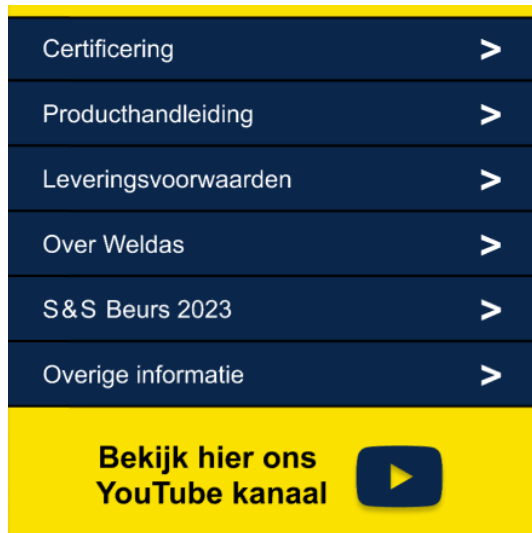 Certificering >
Producthandleiding >
Leveringsvoorwaarden >
Over Weldas >
S&S Beurs 2023 >
Overige informatie >
Bekijk hier ons
YouTube kanaal